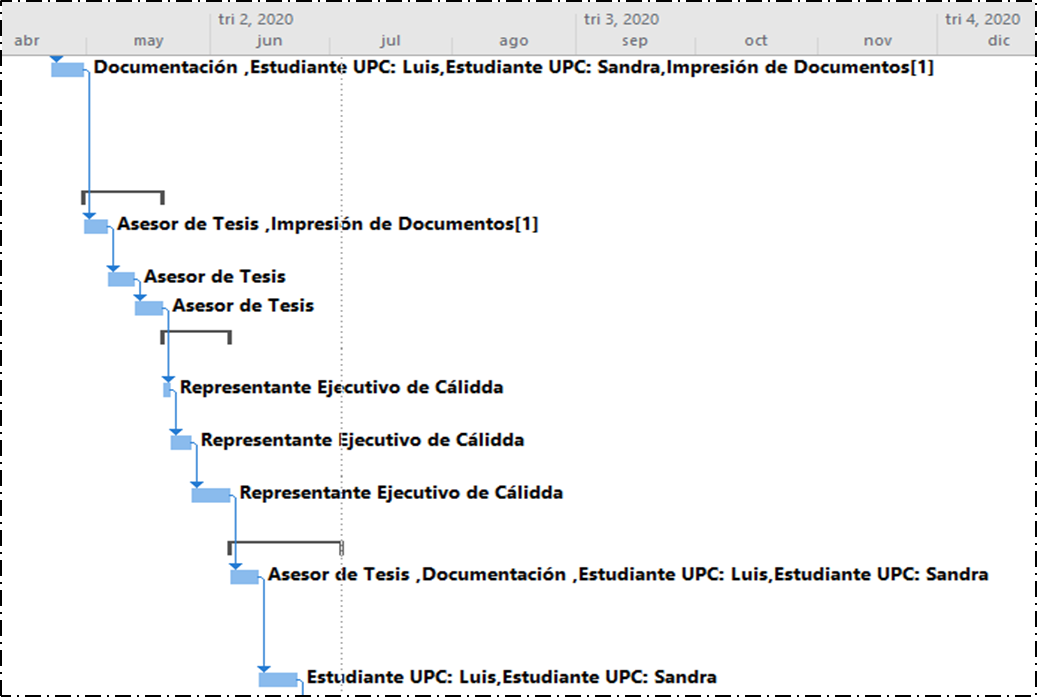 tri 2, 2020 tri 3, 2020 tri 4, 2020
abr may jun jul ago sep oct nov dic
Documentación ,Estudiante UPC: Luis,Estudiante UPC: Sandra,Impresión de Documentos[1]
Asesor de Tesis ,Impresión de Documentos[1]
Asesor de Tesis
Asesor de Tesis
Representante Ejecutivo de Cálidda
Representante Ejecutivo de Cálidda
Representante Ejecutivo de Cálidda
Asesor de Tesis ,Documentación ,Estudiante UPC: Luis,Estudiante UPC: Sandra
Estudiante UPC: Luis,Estudiante UPC: Sandra